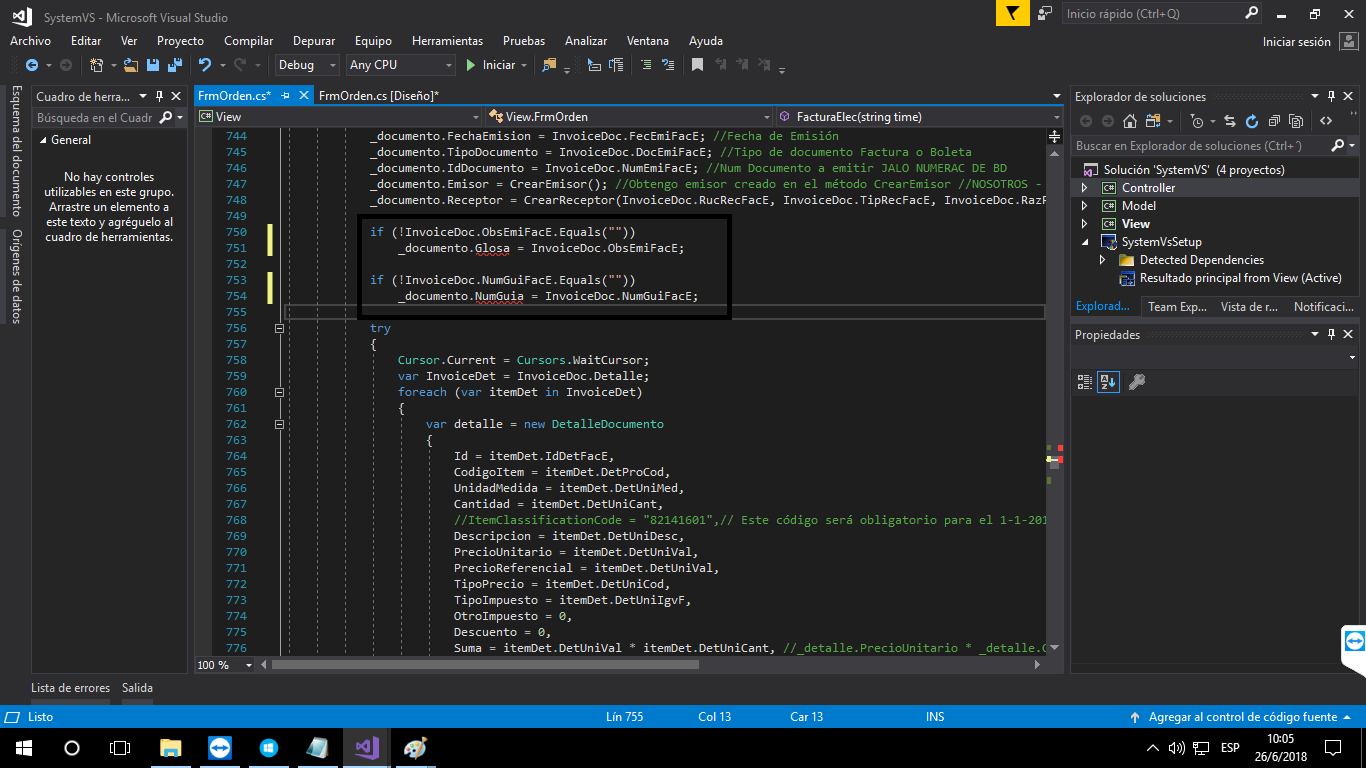 SystemVS - Microsoft Visual Studio
Inicio rápido (Ctrl+Q)
Archivo Editar Ver Proyecto Compilar Depurar Equipo Herramientas Pruebas Analizar Ventana Ayuda
Iniciar sesión
Debug Any CPU Iniciar
Esquema del documento
Orígenes de datos
Cuadro de herra...
Búsqueda en el Cuadr
General
No hay controles
utilizables en este grupo.
Arrastre un elemento a
este texto y agréguelo al
cuadro de herramientas.
FrmOrden.cs* FrmOrden.cs [Diseño]*
View View.FrmOrden FacturaElec(string time)
744 _documento.FechaEmision = InvoiceDoc.FecEmiFacE; //Fecha de Emisión
745 _documento.TipoDocumento = InvoiceDoc.DocEmiFacE; //Tipo de documento Factura o Boleta
746 _documento.IdDocumento = InvoiceDoc.NumEmiFacE; //Num Documento a emitir JALO NUMERAC DE BD
747 _documento.Emisor = CrearEmisor(); //Obtengo emisor creado en el método CrearEmisor //NOSOTROS -
748 _documento.Receptor = CrearReceptor(InvoiceDoc.RucRecFacE, InvoiceDoc.TipRecFacE, InvoiceDoc.RazR
749
750 if (!InvoiceDoc.ObsEmiFacE.Equals(""))
751 _documento.Glosa = InvoiceDoc.ObsEmiFacE;
752
753 if (!InvoiceDoc.NumGuiFacE.Equals(""))
754 _documento.NumGuia = InvoiceDoc.NumGuiFacE;
755
756 try
757 {
758 Cursor.Current = Cursors.WaitCursor;
759 var InvoiceDet = InvoiceDoc.Detalle;
760 foreach (var itemDet in InvoiceDet)
761 {
762 var detalle = new DetalleDocumento
763 {
764 Id = itemDet.IdDetFacE,
765 CodigoItem = itemDet.DetProCod,
766 UnidadMedida = itemDet.DetUniMed,
767 Cantidad = itemDet.DetUniCant,
768 //ItemClassificationCode = "82141601",// Este código será obligatorio para el 1-1-201
769 Descripcion = itemDet.DetUniDesc,
770 PrecioUnitario = itemDet.DetUniVal,
771 PrecioReferencial = itemDet.DetUniVal,
772 TipoPrecio = itemDet.DetUniCod,
773 TipoImpuesto = itemDet.DetUniIgvF,
774 OtroImpuesto = 0,
775 Descuento = 0,
776 Suma = itemDet.DetUniVal * itemDet.DetUniCant, //_detalle.PrecioUnitario * _detalle.C
100 %
Explorador de soluciones
Buscar en Explorador de soluciones (Ctrl+¨)
Solución 'SystemVS' (4 proyectos)
Controller
Model
View
SystemVsSetup
Detected Dependencies
Resultado principal from View (Active)
Explorad... Team Exp... Vista de r... Notificaci...
Propiedades
Lista de errores Salida
Listo Lín 755 Col 13 Car 13 INS Agregar al control de código fuente
ESP
10:05
26/6/2018